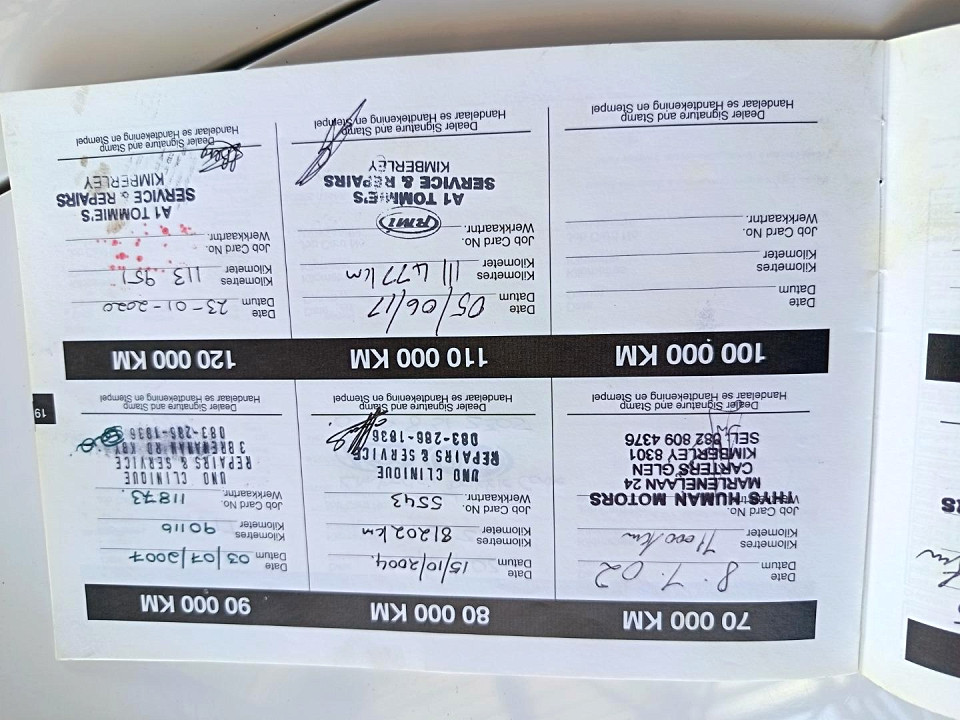 70 000 KM
Date
Datum 8.7.02
Kilometres
Kilometer 71000 km
Job Card No.
Werkkaartnr.
THYS HUMAN MOTORS
MARLENELAAN 24
CARTERS GLEN
KIMBERLEY 8301
SEL 082 809 4376
Dealer Signature and Stamp
Handelaar se Handtekening en Stempel
80 000 KM
Date
Datum 15/10/2004.
Kilometres
Kilometer 81202 km
Job Card No.
Werkkaartnr. 5543
UNO CLINIQUE
REPAIRS & SERVICE
083-286-1836
Dealer Signature and Stamp
Handelaar se Handtekening en Stempel
90 000 KM
Date
Datum 03/07/2007
Kilometres
Kilometer 90116
Job Card No.
Werkkaartnr. 11873.
UNO CLINIQUE
REPAIRS & SERVICE
3 RD KBY
083-286-1836
Dealer Signature and Stamp
Handelaar se Handtekening en Stempel
100 000 KM
Date
Datum
Kilometres
Kilometer
Job Card No.
Werkkaartnr.
Dealer Signature and Stamp
Handelaar se Handtekening en Stempel
110 000 KM
Date
Datum 05/06/17
Kilometres
Kilometer 111 477 km
Job Card No.
Werkkaartnr.
RMI
A1 TOMMIE'S
SERVICE & REPAIRS
KIMBERLEY
Dealer Signature and Stamp
Handelaar se Handtekening en Stempel
120 000 KM
Date
Datum 23-01-2020
Kilometres
Kilometer 113 951
Job Card No.
Werkkaartnr.
A1 TOMMIE'S
SERVICE & REPAIRS
KIMBERLEY
Dealer Signature and Stamp
Handelaar se Handtekening en Stempel
19